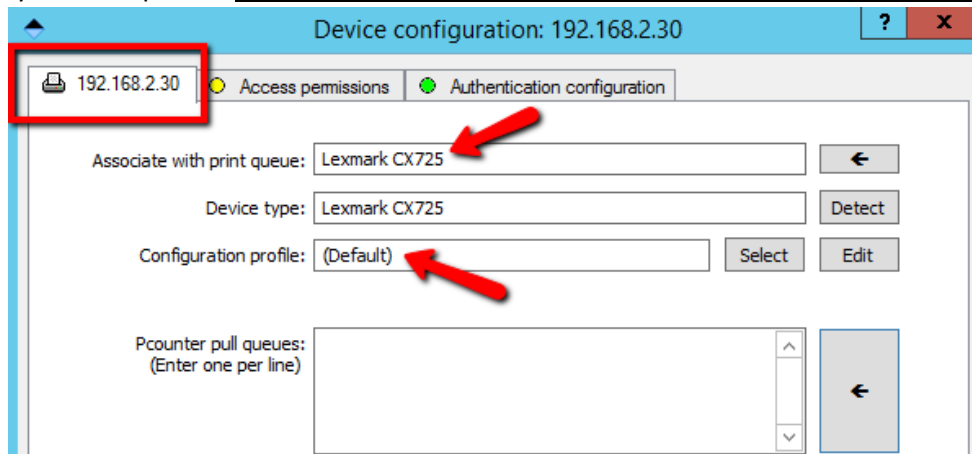 Device configuration: 192.168.2.30
? x
192.168.2.30 Access permissions Authentication configuration
Associate with print queue: Lexmark CX725
Device type: Lexmark CX725 Detect
Configuration profile: (Default) Select Edit
Pcounter pull queues:
(Enter one per line)